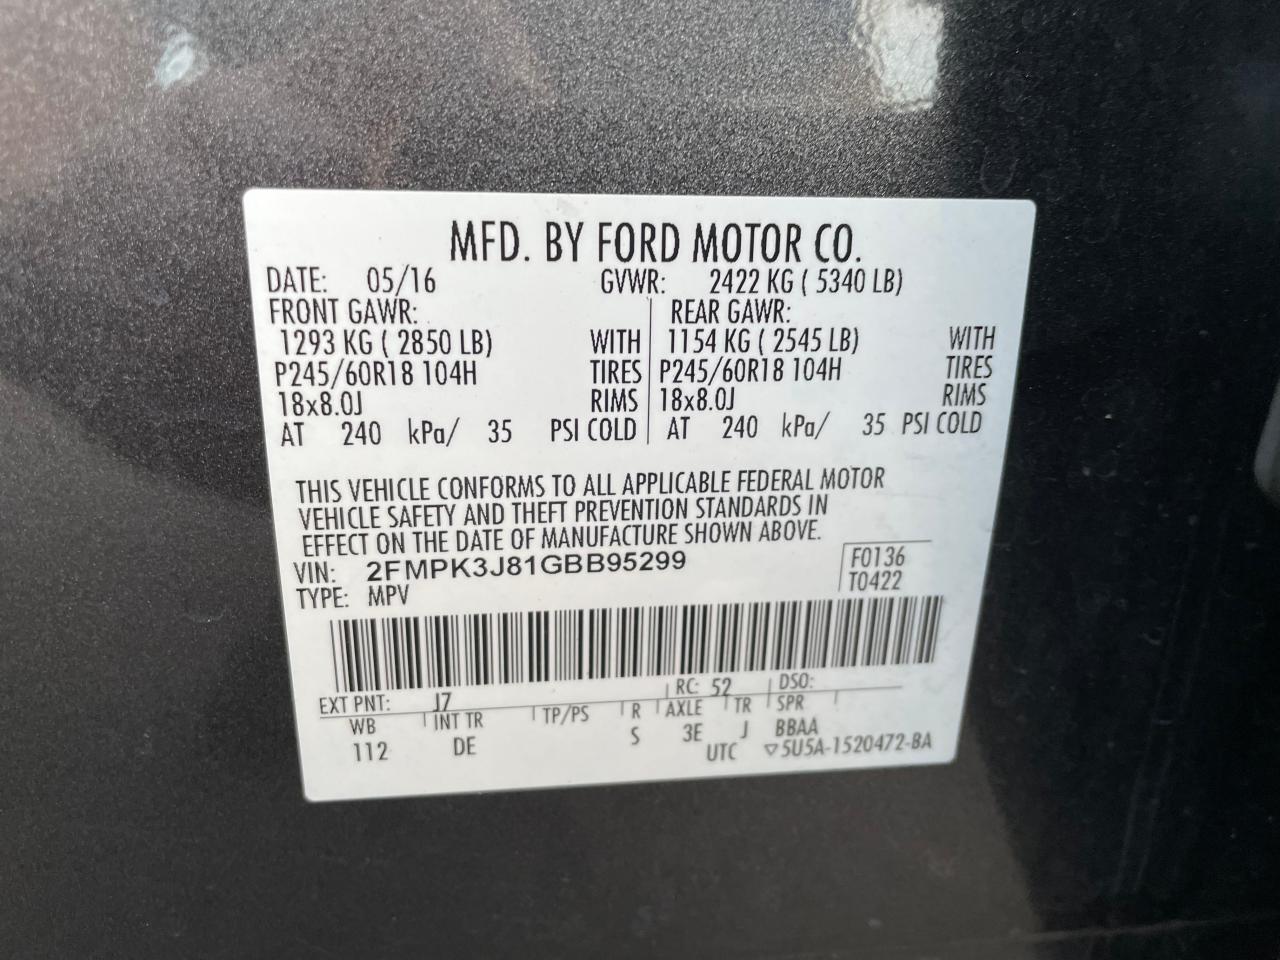 MFD. BY FORD MOTOR CO.
DATE: 05/16 GVWR: 2422 KG ( 5340 LB)
FRONT GAWR: REAR GAWR:
1293 KG ( 2850 LB) WITH 1154 KG ( 2545 LB) WITH
P245/60R18 104H TIRES P245/60R18 104H TIRES
18x8.0J RIMS 18x8.0J RIMS
AT 240 kPa/ 35 PSI COLD AT 240 kPa/ 35 PSI COLD
THIS VEHICLE CONFORMS TO ALL APPLICABLE FEDERAL MOTOR
VEHICLE SAFETY AND THEFT PREVENTION STANDARDS IN
EFFECT ON THE DATE OF MANUFACTURE SHOWN ABOVE.
VIN: 2FMPK3J81GBB95299 F0136
TYPE: MPV T0422
EXT PNT: J7 RC: 52 DSO:
WB INT TR TP/PS R AXLE TR SPR
112 DE S 3E J BBAA
UTC ▽5U5A-1520472-BA